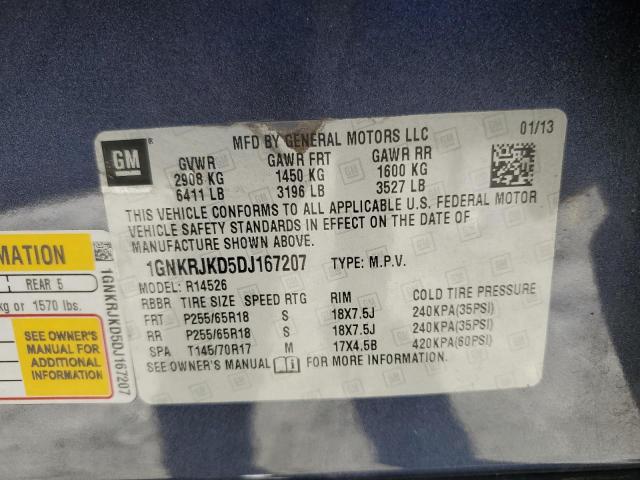 GM
MFD BY GENERAL MOTORS LLC
01/13
GVWR GAWR FRT GAWR RR
2908 KG 1450 KG 1600 KG
6411 LB 3196 LB 3527 LB
THIS VEHICLE CONFORMS TO ALL APPLICABLE U.S. FEDERAL MOTOR
VEHICLE SAFETY STANDARDS IN EFFECT ON THE DATE OF
MANUFACTURE SHOWN ABOVE.
1GNKRJKD5DJ167207 TYPE: M.P.V.
MODEL: R14526
RBBR TIRE SIZE SPEED RTG RIM COLD TIRE PRESSURE
FRT P255/65R18 S 18X7.5J 240KPA(35PSI)
RR P255/65R18 S 18X7.5J 240KPA(35PSI)
SPA T145/70R17 M 17X4.5B 420KPA(60PSI)
SEE OWNER'S MANUAL FOR MORE INFORMATION
MATION
REAR 5
kg or 1570 lbs.
SEE OWNER'S
MANUAL FOR
ADDITIONAL
INFORMATION
1GNKRJKD5DJ167207